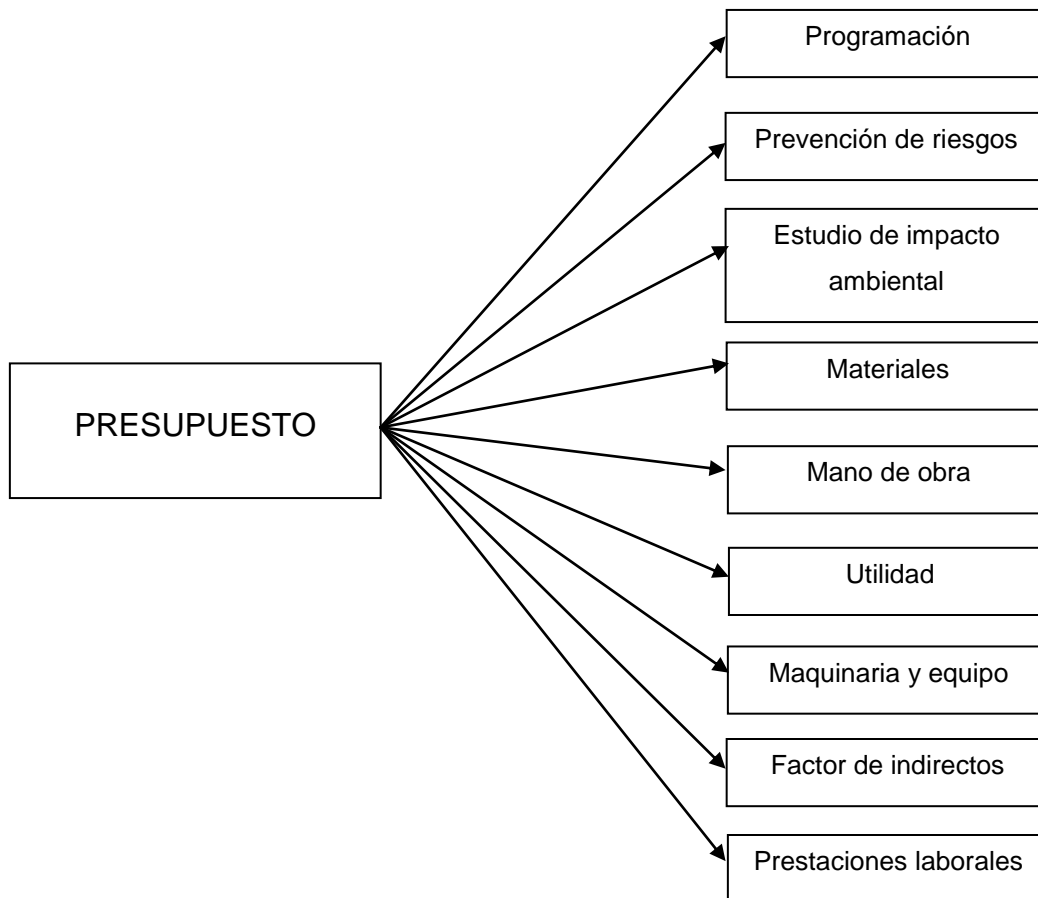 Programación
Prevención de riesgos
Estudio de impacto
ambiental
Materiales
PRESUPUESTO
Mano de obra
Utilidad
Maquinaria y equipo
Factor de indirectos
Prestaciones laborales